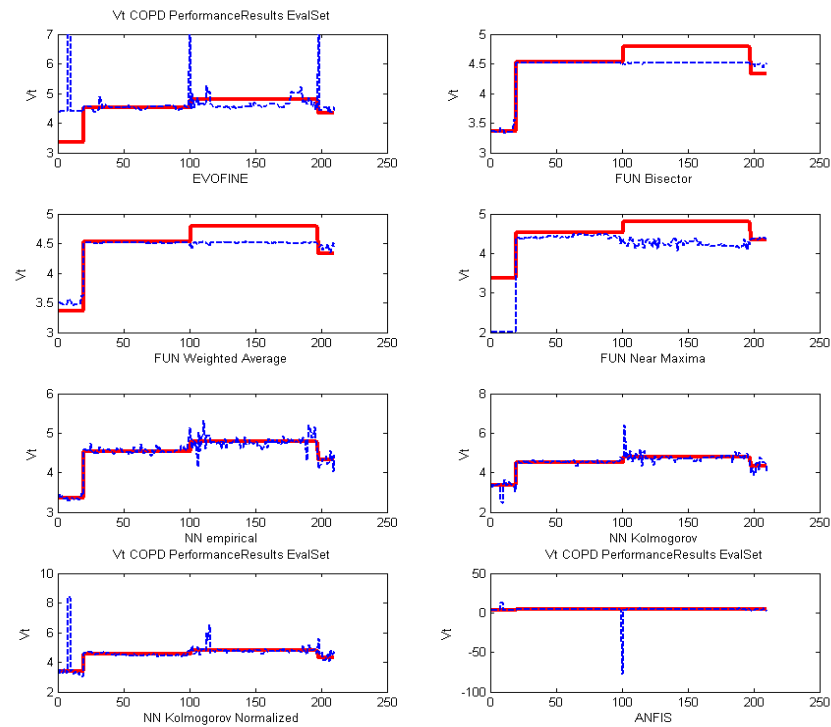 Vt COPD PerformanceResults EvalSet
7
6
5
4
3
Vt
0 50 100 150 200 250
EVOFINE
5
4.5
4
3.5
3
Vt
0 50 100 150 200 250
FUN Bisector
5
4.5
4
3.5
3
Vt
0 50 100 150 200 250
FUN Weighted Average
5
4
3
2
Vt
0 50 100 150 200 250
FUN Near Maxima
6
5
4
3
Vt
0 50 100 150 200 250
NN empirical
8
6
4
2
Vt
0 50 100 150 200 250
NN Kolmogorov
Vt COPD PerformanceResults EvalSet
10
8
6
4
2
Vt
0 50 100 150 200 250
NN Kolmogorov Normalized
Vt COPD PerformanceResults EvalSet
50
0
-50
-100
Vt
0 50 100 150 200 250
ANFIS